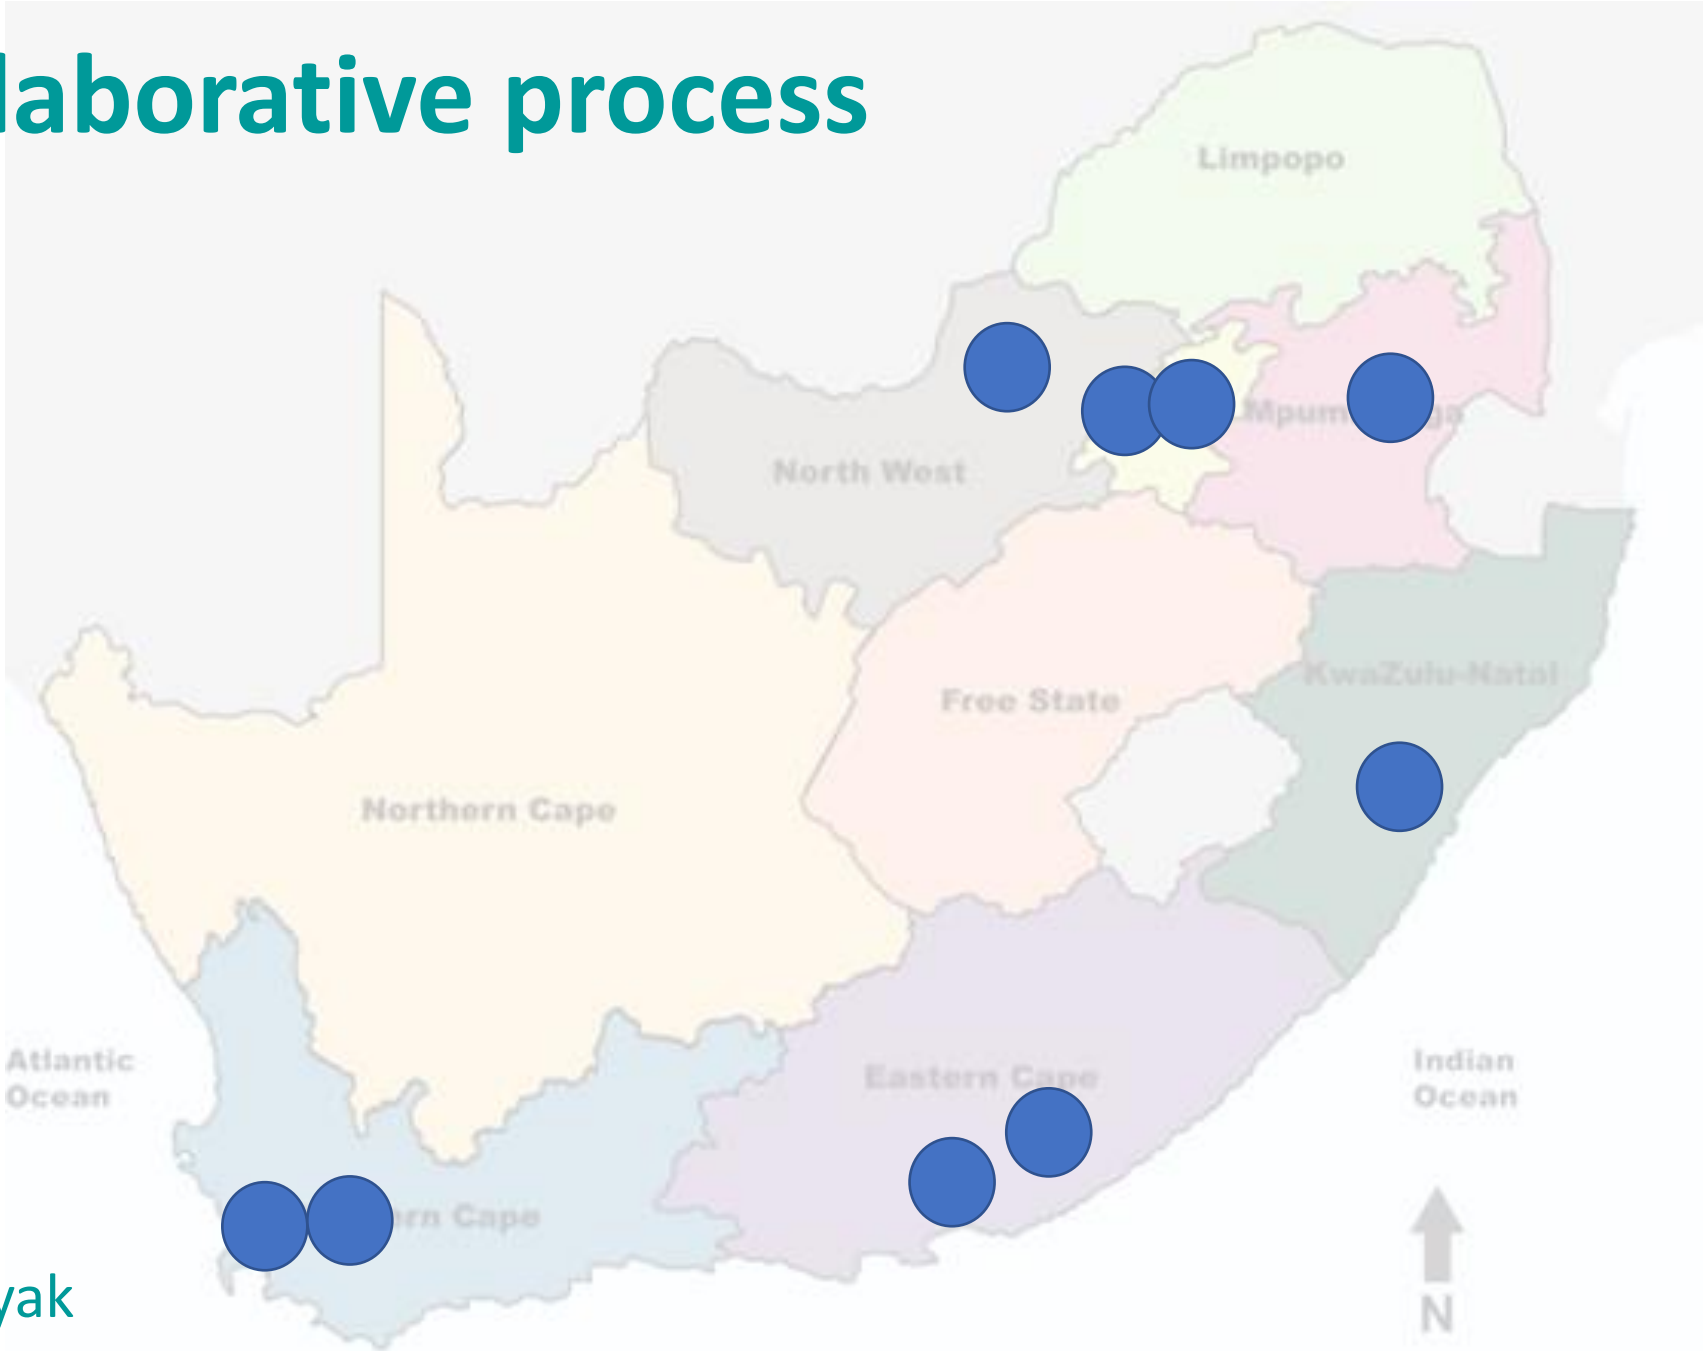 laborative process
Limpopo
North West
Free State
KwaZulu-Natal
Northern Cape
Atlantic
Ocean
Eastern Cape
Indian
Ocean
Cape
yak
N